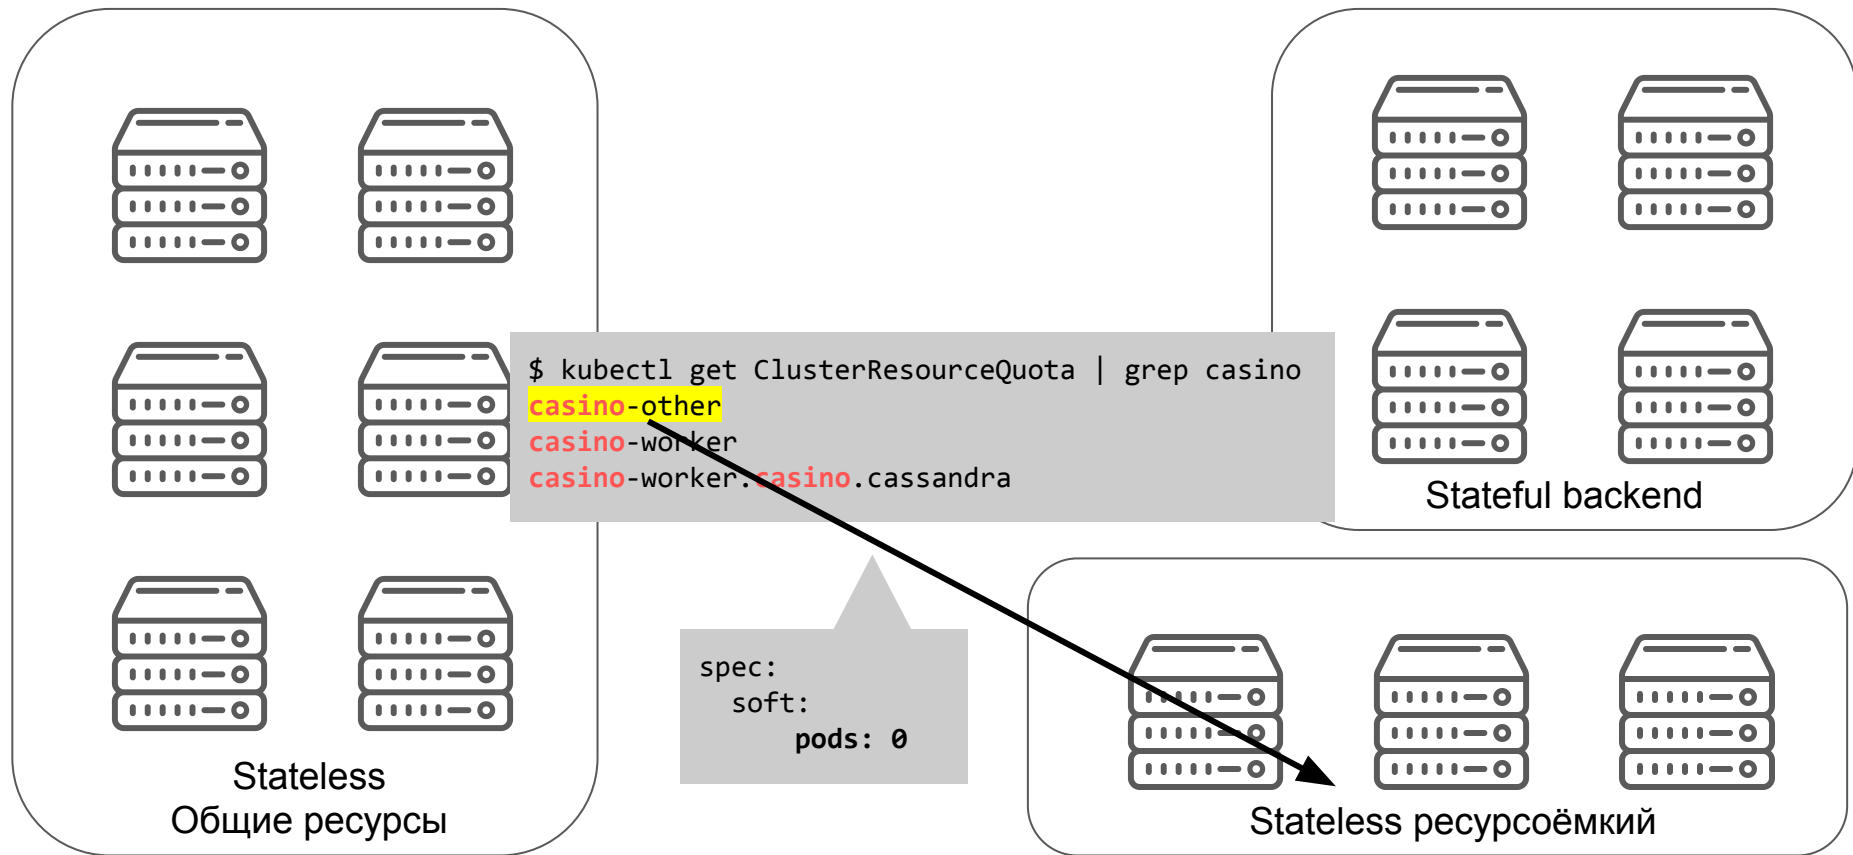 $ kubectl get ClusterResourceQuota | grep casino
casino-other
casino-worker
casino-worker.casino.cassandra
Stateful backend
spec:
soft:
pods: 0
Stateless
Общие ресурсы
Stateless ресурсоёмкий